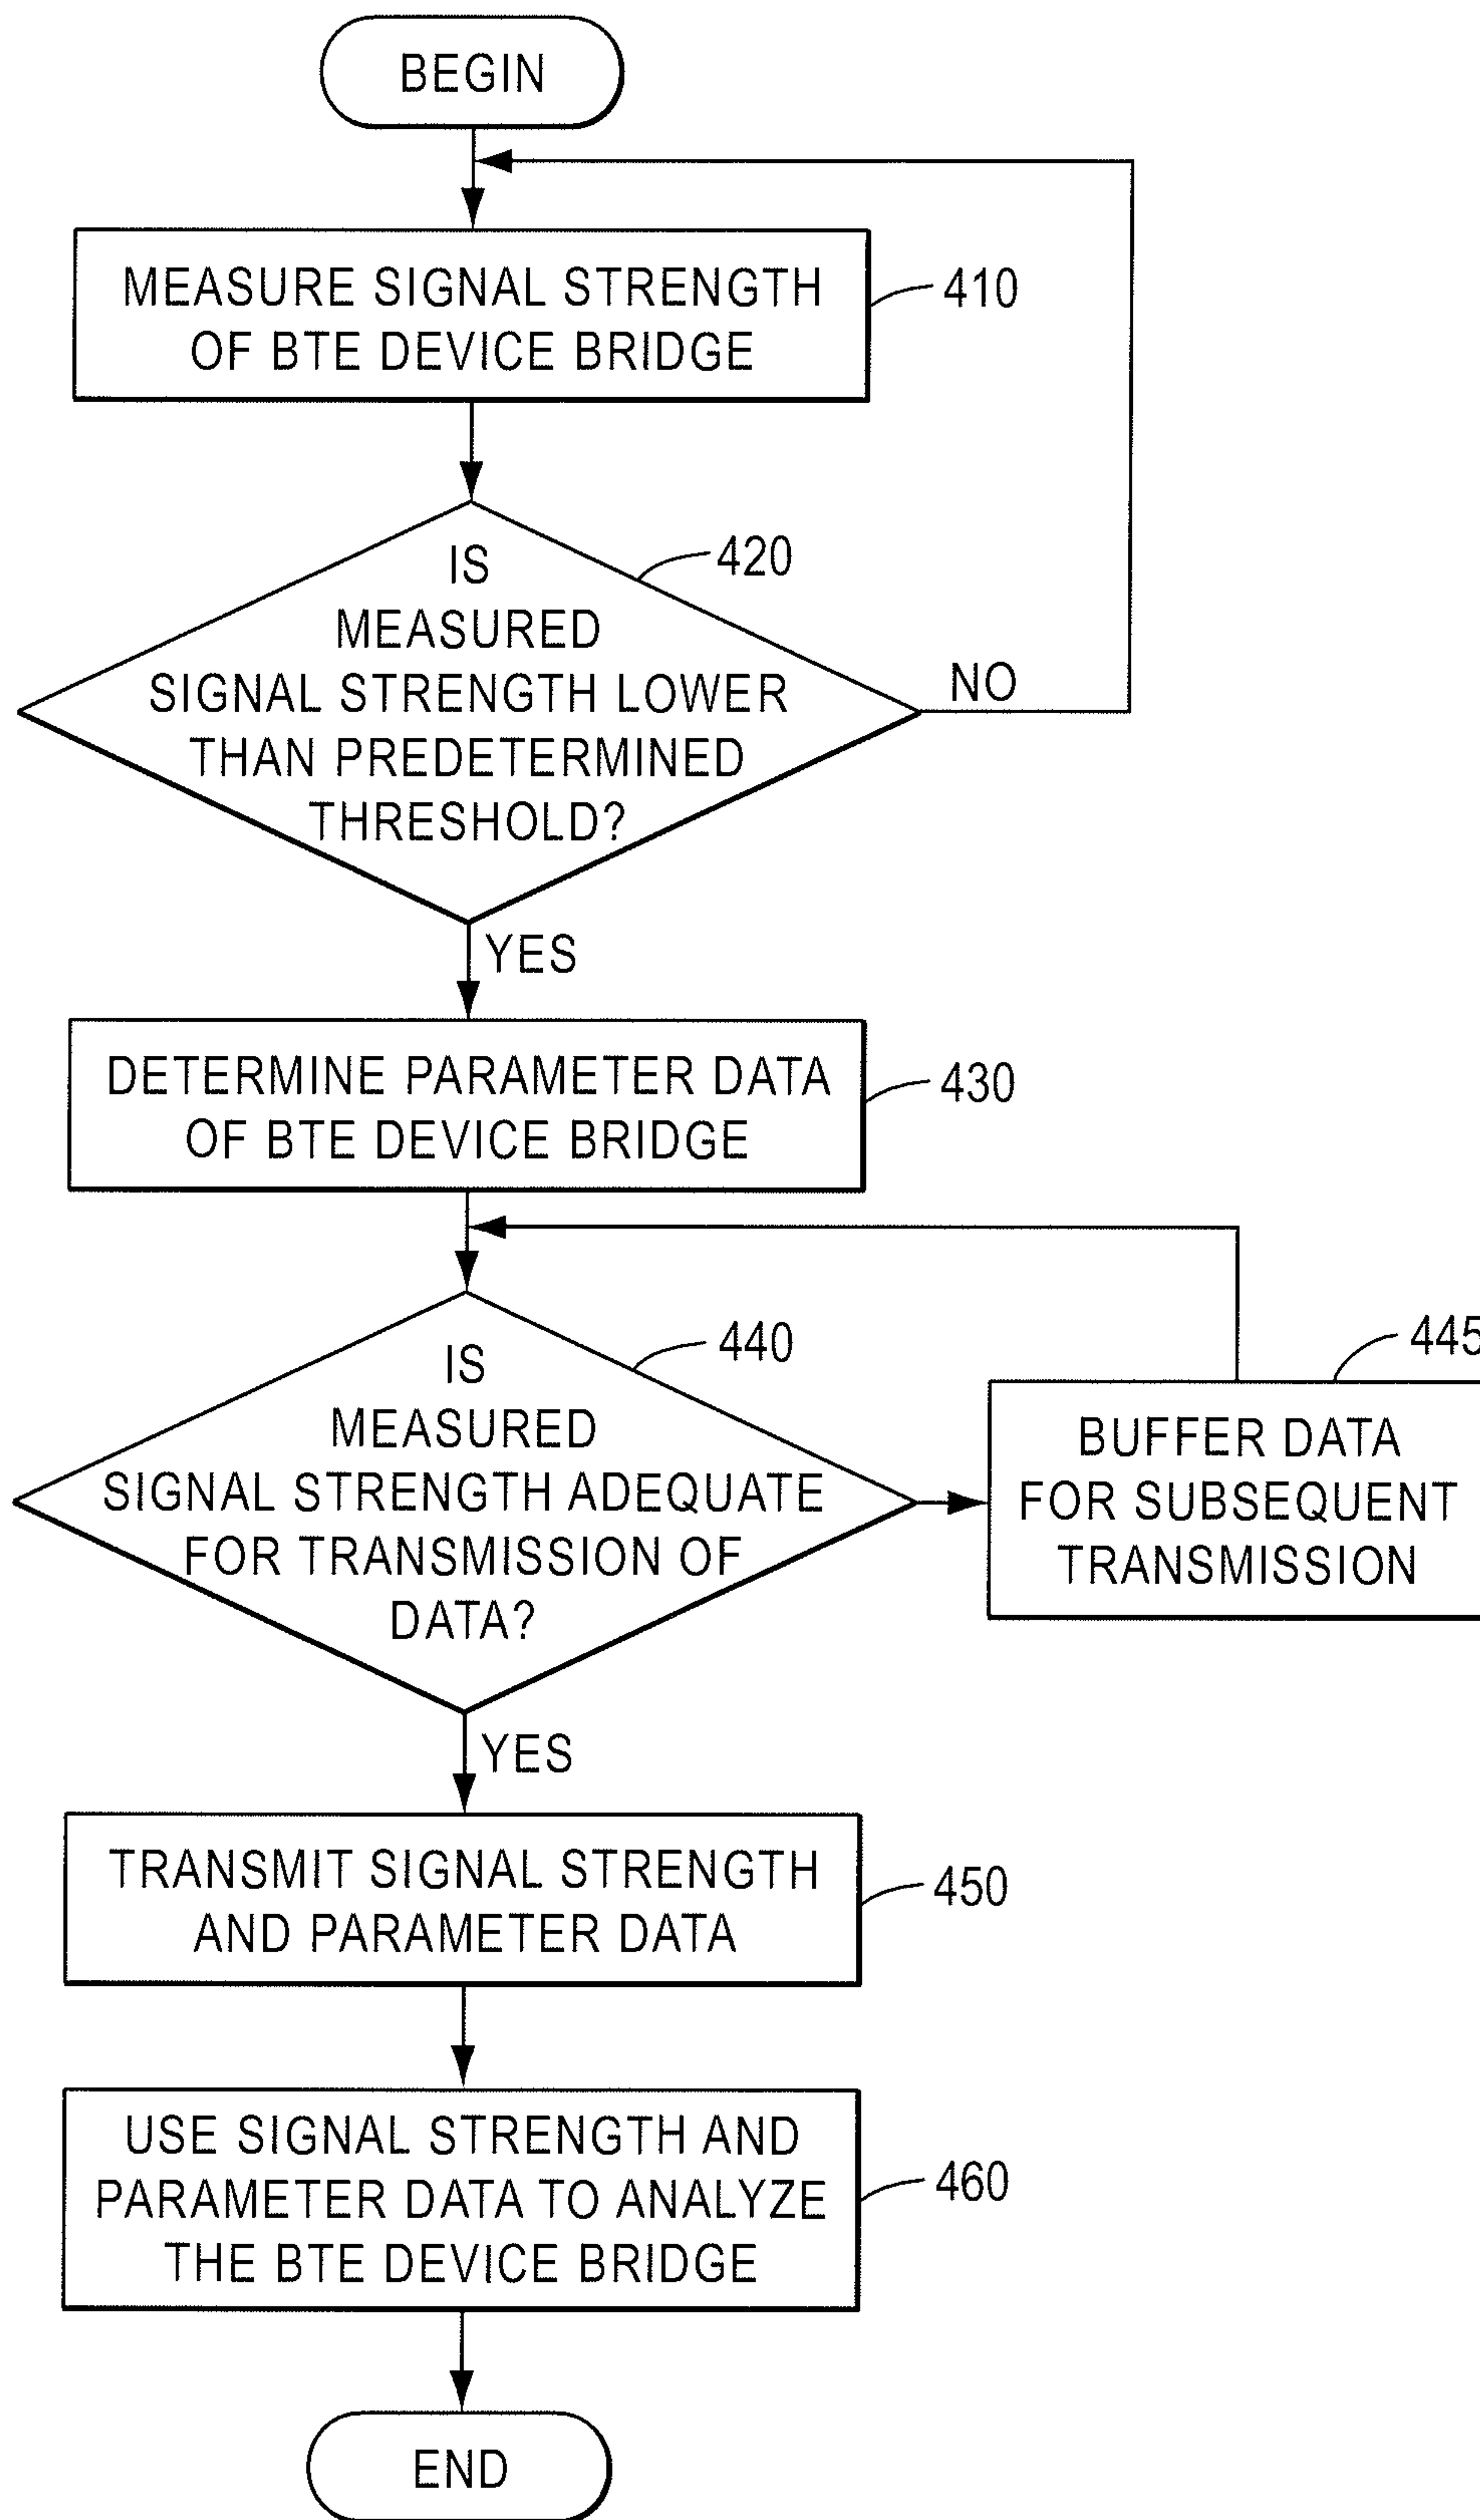 BEGIN
MEASURE SIGNAL STRENGTH
OF BTE DEVICE BRIDGE
410
IS
MEASURED
SIGNAL STRENGTH LOWER
THAN PREDETERMINED
THRESHOLD?
420
NO
YES
DETERMINE PARAMETER DATA
OF BTE DEVICE BRIDGE
430
IS
MEASURED
SIGNAL STRENGTH ADEQUATE
FOR TRANSMISSION OF
DATA?
440
445
BUFFER DATA
FOR SUBSEQUENT
TRANSMISSION
YES
TRANSMIT SIGNAL STRENGTH
AND PARAMETER DATA
450
USE SIGNAL STRENGTH AND
PARAMETER DATA TO ANALYZE
THE BTE DEVICE BRIDGE
460
END